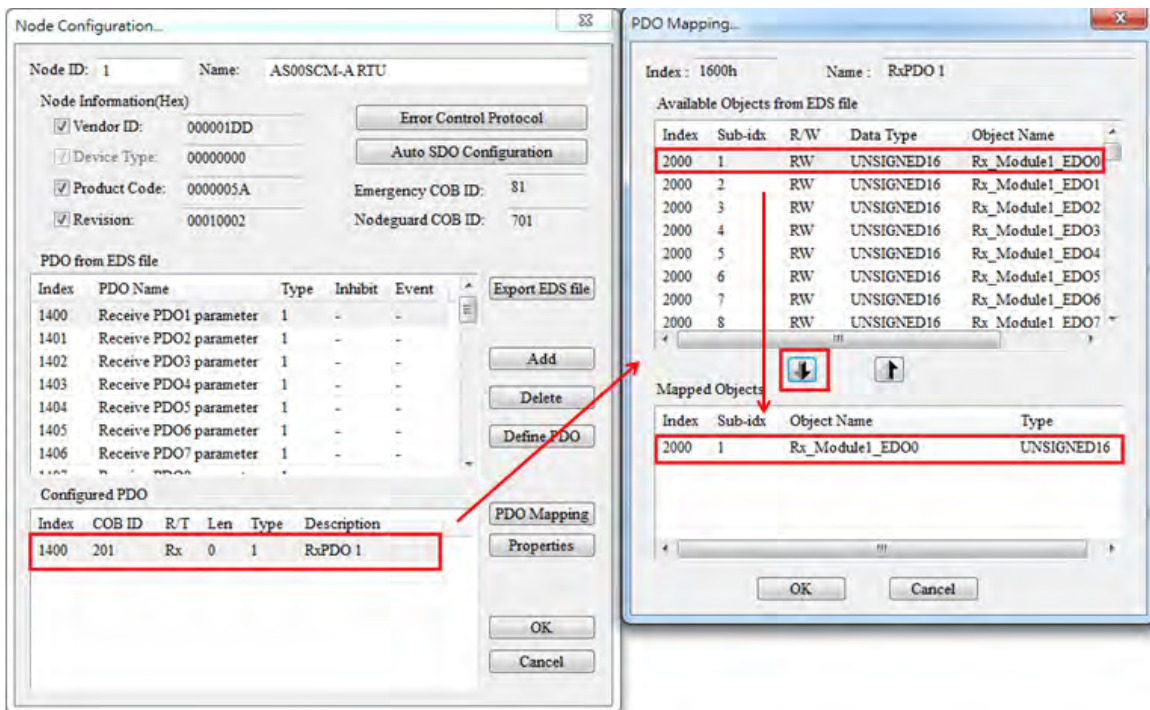 Node Configuration...
Node ID: 1 Name: AS00SCM-A RTU
Node Information(Hex)
Vendor ID: 000001DD
Error Control Protocol
Device Type: 00000000
Auto SDO Configuration
Product Code: 0000005A
Emergency COB ID: 81
Revision: 00010002
Nodeguard COB ID: 701
PDO from EDS file
Index PDO Name Type Inhibit Event
Export EDS file
1400 Receive PDO1 parameter 1 - -
1401 Receive PDO2 parameter 1 - -
1402 Receive PDO3 parameter 1 - -
Add
1403 Receive PDO4 parameter 1 - -
1404 Receive PDO5 parameter 1 - -
Delete
1405 Receive PDO6 parameter 1 - -
Define PDO
1406 Receive PDO7 parameter 1 - -
Configured PDO
Index COB ID R/T Len Type Description
PDO Mapping
1400 201 Rx 0 1 RxPDO 1
Properties
OK
Cancel
PDO Mapping...
Index : 1600h Name : RxPDO 1
Available Objects from EDS file
Index Sub-idx R/W Data Type Object Name
2000 1 RW UNSIGNED16 Rx_Module1_EDO0
2000 2 RW UNSIGNED16 Rx_Module1_EDO1
2000 3 RW UNSIGNED16 Rx_Module1_EDO2
2000 4 RW UNSIGNED16 Rx_Module1_EDO3
2000 5 RW UNSIGNED16 Rx_Module1_EDO4
2000 6 RW UNSIGNED16 Rx_Module1_EDO5
2000 7 RW UNSIGNED16 Rx_Module1_EDO6
2000 8 RW UNSIGNED16 Rx_Module1_EDO7
Mapped Objects
Index Sub-idx Object Name Type
2000 1 Rx_Module1_EDO0 UNSIGNED16
OK Cancel